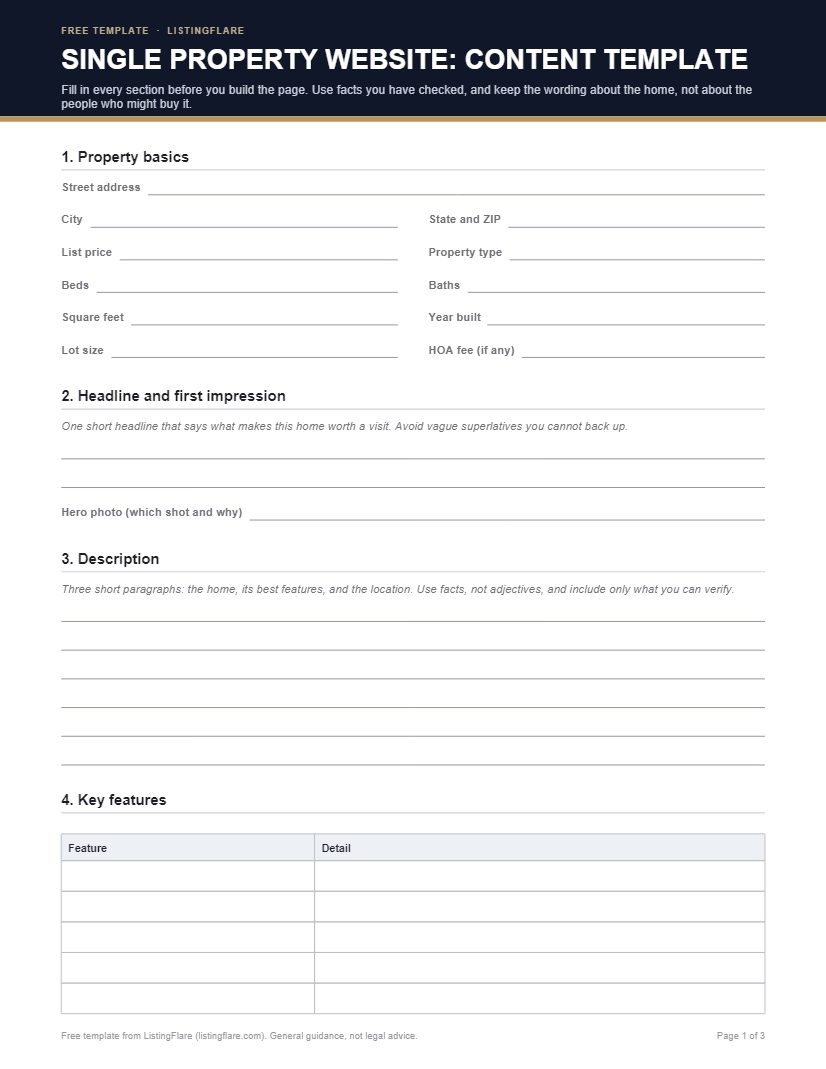 FREE TEMPLATE · LISTINGFLARE
SINGLE PROPERTY WEBSITE: CONTENT TEMPLATE
Fill in every section before you build the page. Use facts you have checked, and keep the wording about the home, not about the
people who might buy it.
1. Property basics
Street address
City
State and ZIP
List price
Property type
Beds
Baths
Square feet
Year built
Lot size
HOA fee (if any)
2. Headline and first impression
One short headline that says what makes this home worth a visit. Avoid vague superlatives you cannot back up.
Hero photo (which shot and why)
3. Description
Three short paragraphs: the home, its best features, and the location. Use facts, not adjectives, and include only what you can verify.
4. Key features
Feature
Detail
Free template from ListingFlare (listingflare.com). General guidance, not legal advice.
Page 1 of 3